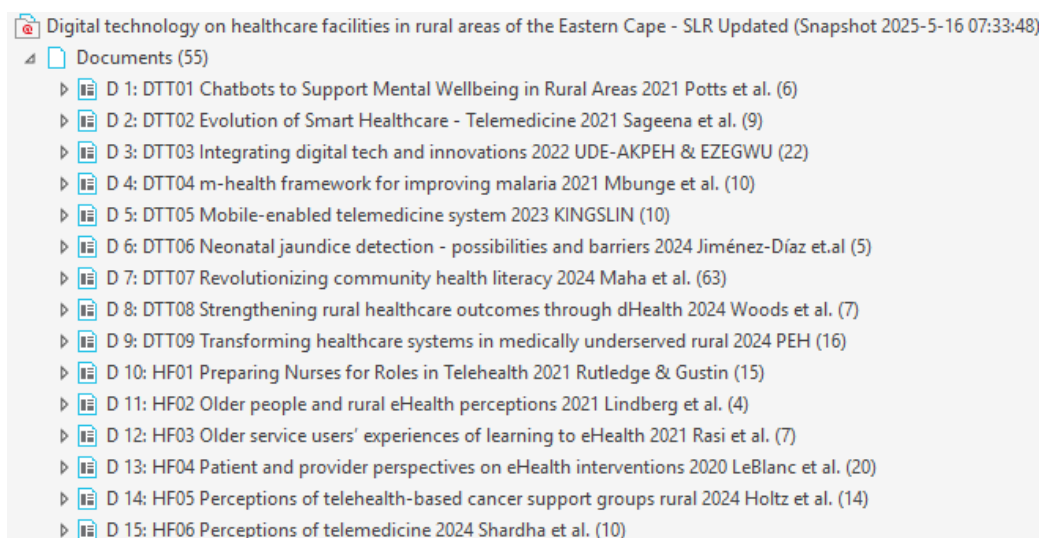 Digital technology on healthcare facilities in rural areas of the Eastern Cape - SLR Updated (Snapshot 2025-5-16 07:33:48)
Documents (55)
D 1: DTT01 Chatbots to Support Mental Wellbeing in Rural Areas 2021 Potts et al. (6)
D 2: DTT02 Evolution of Smart Healthcare - Telemedicine 2021 Sageena et al. (9)
D 3: DTT03 Integrating digital tech and innovations 2022 UDE-AKPEH & EZEGWU (22)
D 4: DTT04 m-health framework for improving malaria 2021 Mbunge et al. (10)
D 5: DTT05 Mobile-enabled telemedicine system 2023 KINGSLIN (10)
D 6: DTT06 Neonatal jaundice detection - possibilities and barriers 2024 Jiménez-Díaz et.al (5)
D 7: DTT07 Revolutionizing community health literacy 2024 Maha et al. (63)
D 8: DTT08 Strengthening rural healthcare outcomes through dHealth 2024 Woods et al. (7)
D 9: DTT09 Transforming healthcare systems in medically underserved rural 2024 PEH (16)
D 10: HF01 Preparing Nurses for Roles in Telehealth 2021 Rutledge & Gustin (15)
D 11: HF02 Older people and rural eHealth perceptions 2021 Lindberg et al. (4)
D 12: HF03 Older service users' experiences of learning to eHealth 2021 Rasi et al. (7)
D 13: HF04 Patient and provider perspectives on eHealth interventions 2020 LeBlanc et al. (20)
D 14: HF05 Perceptions of telehealth-based cancer support groups rural 2024 Holtz et al. (14)
D 15: HF06 Perceptions of telemedicine 2024 Shardha et al. (10)